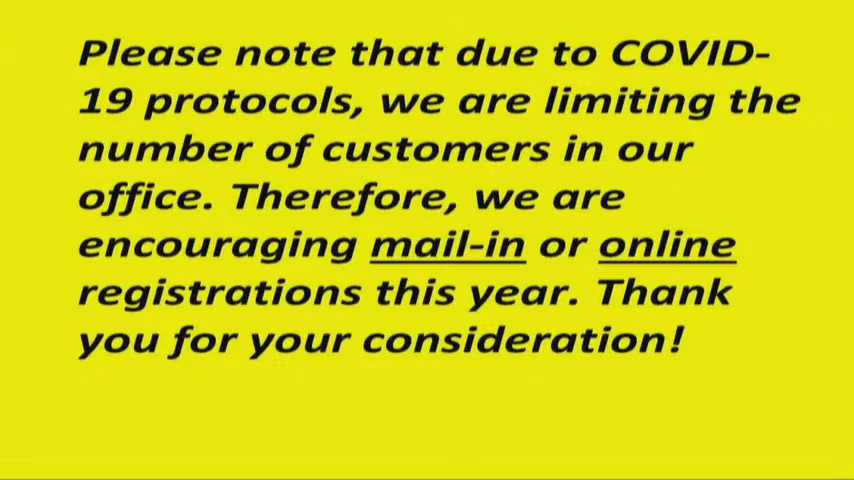 Please note that due to COVID-
19 protocols, we are limiting the
number of customers in our
office. Therefore, we are
encouraging mail-in or online
registrations this year. Thank
you for your consideration!